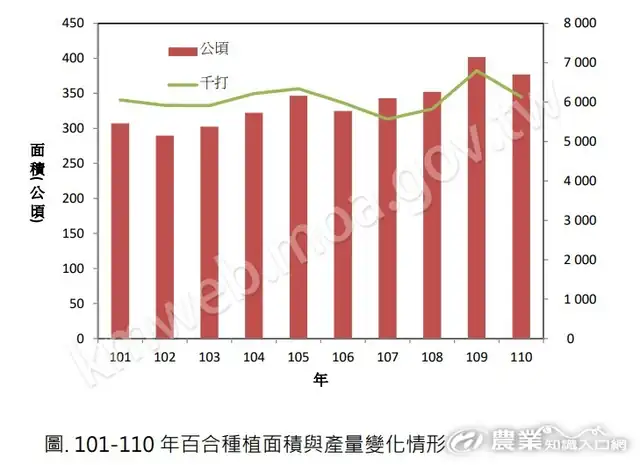 450 8 000
400 7 000
350 6 000
300 5 000
250 4 000
200 3 000
150 2 000
100 1 000
50 0
0
公頃
千打
面積(公頃)
101 102 103 104 105 106 107 108 109 110
年
kmweb.moa.gov.tw
圖. 101-110 年百合種植面積與產量變化情形
農業知識入口網